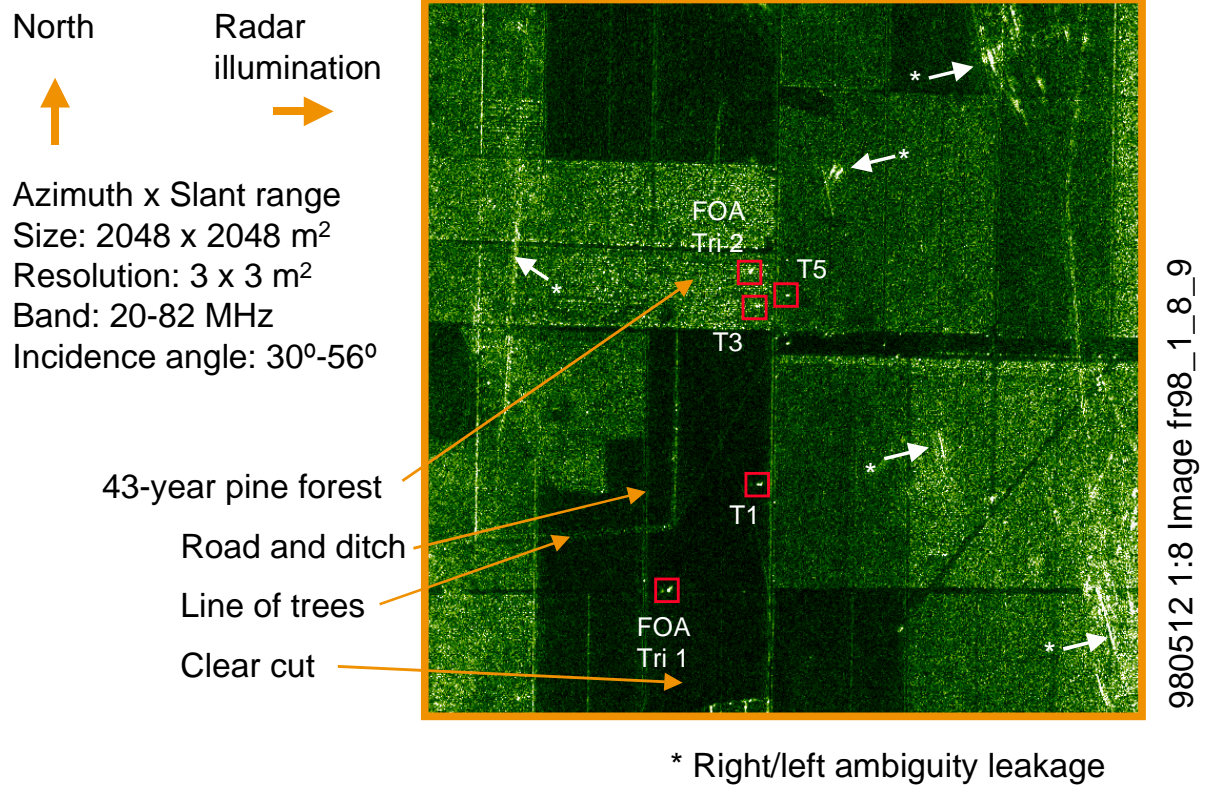 North
Radar
illumination
Azimuth x Slant range
Size: 2048 x 2048 m²
Resolution: 3 x 3 m²
Band: 20-82 MHz
Incidence angle: 30º-56º
43-year pine forest
Road and ditch
Line of trees
Clear cut
*
*
FOA
Tri 2
T5
*
T3
*
T1
FOA
Tri 1
*
980512 1:8 Image fr98_1_8_9
* Right/left ambiguity leakage